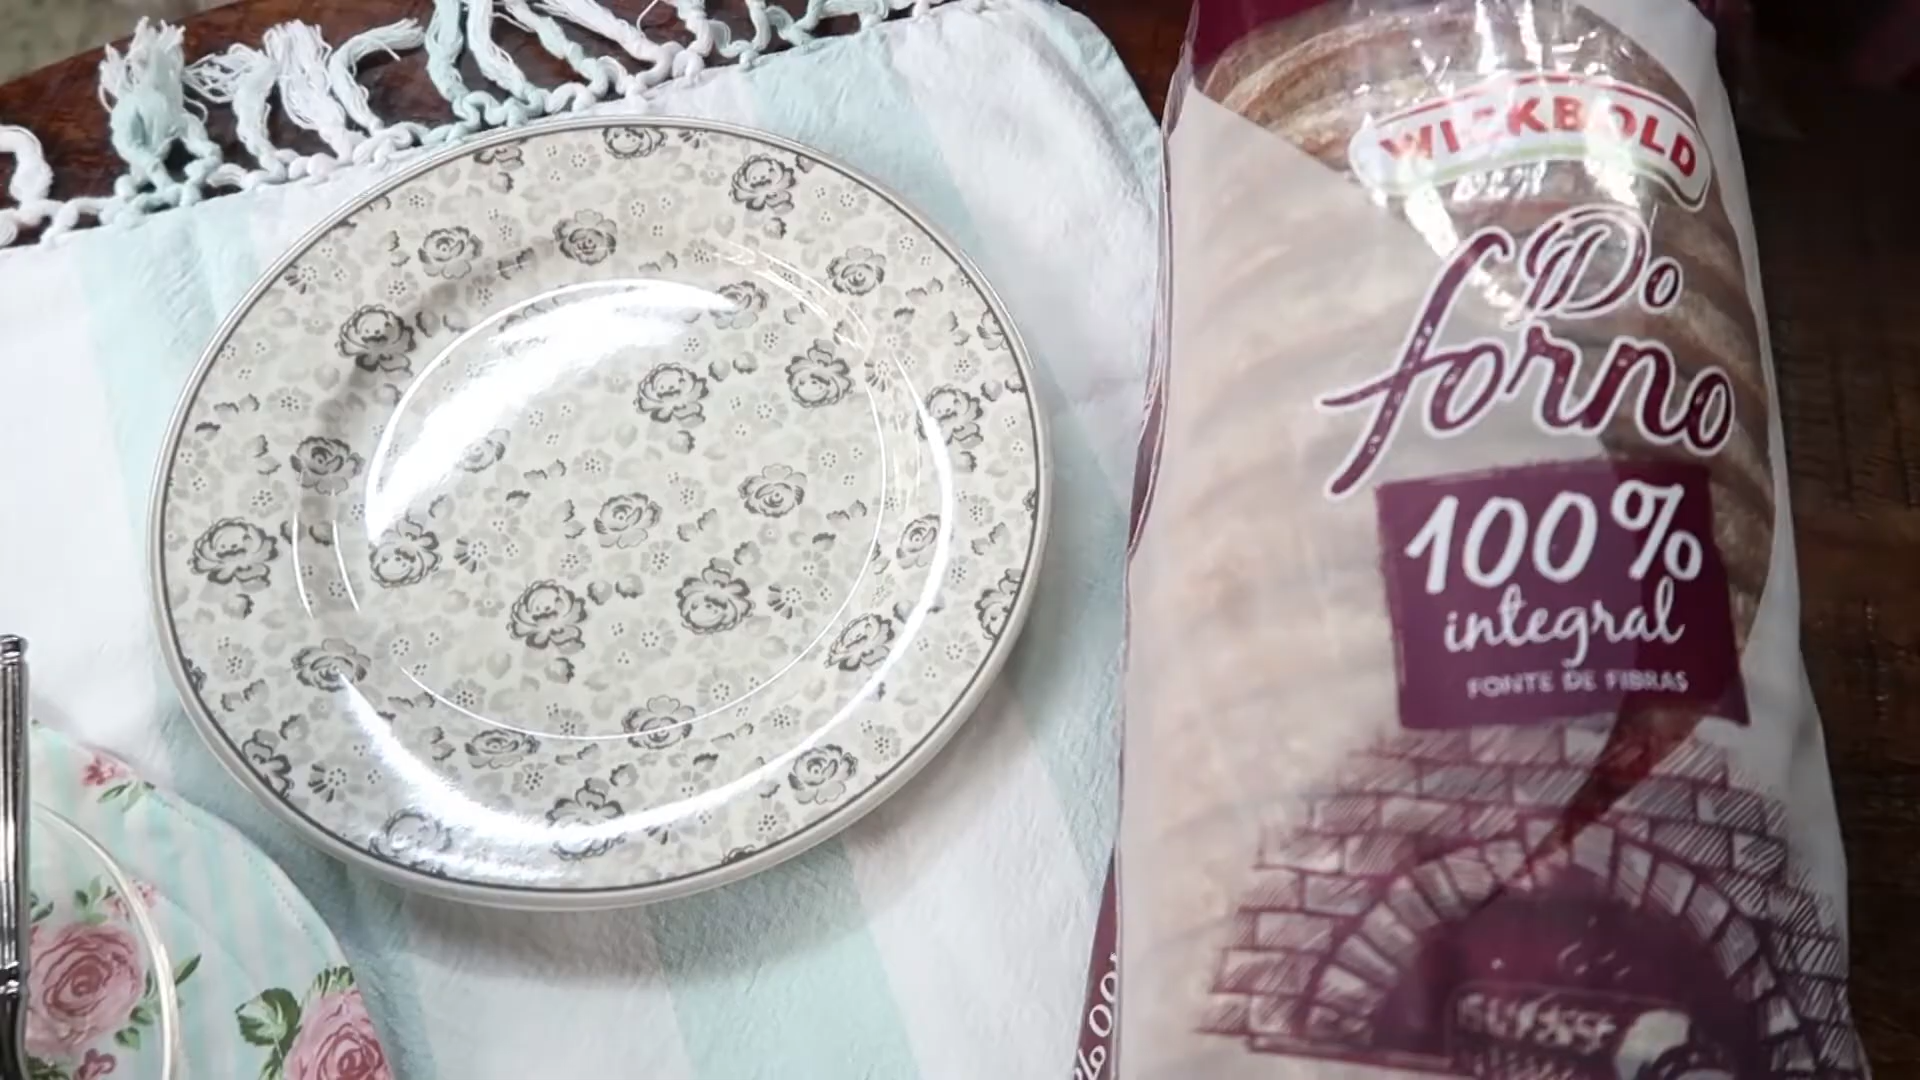 WICKBOLD
Do
forno
100%
integral
FONTE DE FIBRAS